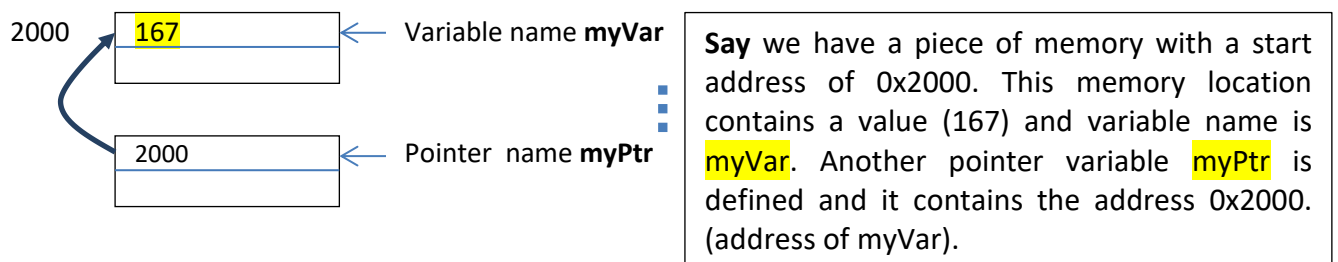 2000
167
Variable name myVar
2000
Pointer name myPtr
Say we have a piece of memory with a start
address of 0x2000. This memory location
contains a value (167) and variable name is
myVar. Another pointer variable myPtr is
defined and it contains the address 0x2000.
(address of myVar).